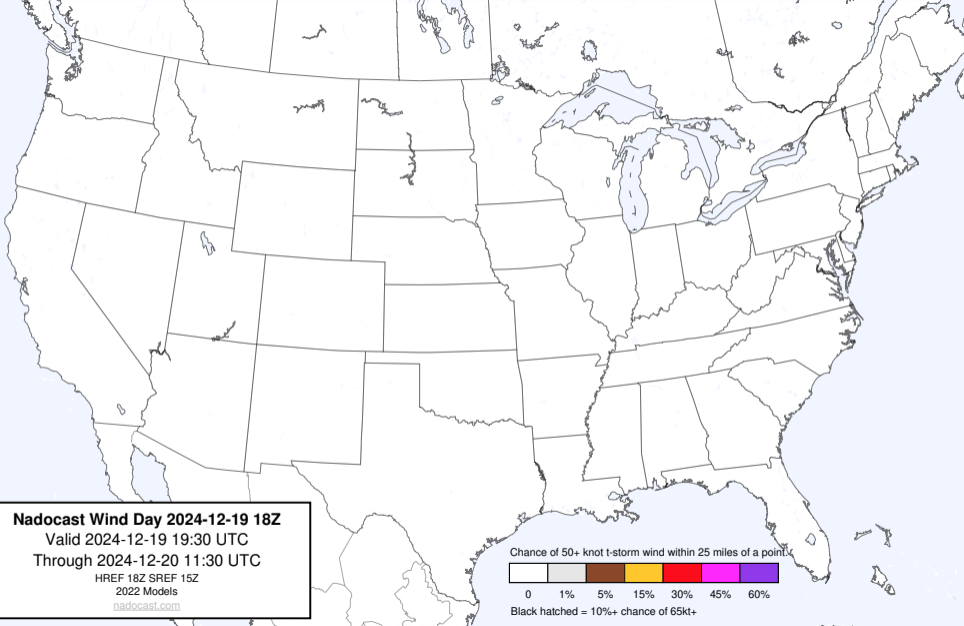 Nadocast Wind Day 2024-12-19 18Z
Valid 2024-12-19 19:30 UTC
Through 2024-12-20 11:30 UTC
HREF 18Z SREF 15Z
2022 Models
nadocast.com
Chance of 50+ knot t-storm wind within 25 miles of a point.
0 1% 5% 15% 30% 45% 60%
Black hatched = 10%+ chance of 65kt+